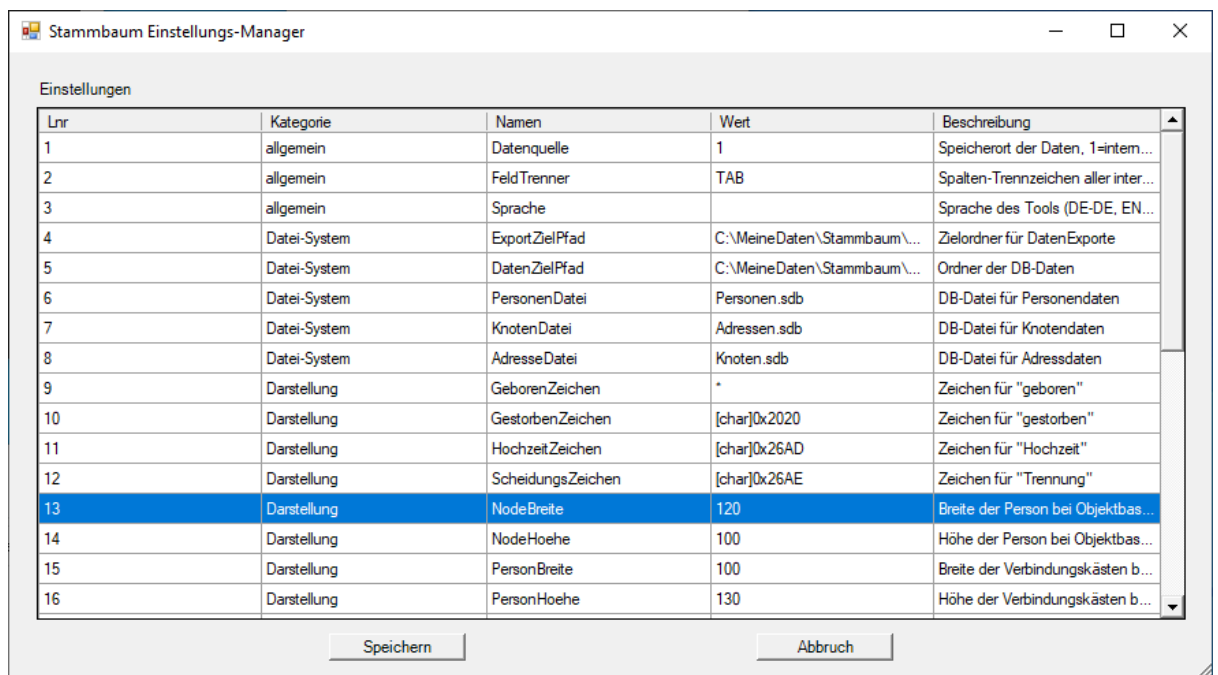 Stammbaum Einstellungs-Manager
Einstellungen
Lnr Kategorie Namen Wert Beschreibung
1 allgemein Datenquelle 1 Speicherort der Daten, 1=intern...
2 allgemein FeldTrenner TAB Spalten-Trennzeichen aller inter...
3 allgemein Sprache Sprache des Tools (DE-DE, EN...
4 Datei-System ExportZielPfad C:\MeineDaten\Stammbaum\... Zielordner für DatenExporte
5 Datei-System DatenZielPfad C:\MeineDaten\Stammbaum\... Ordner der DB-Daten
6 Datei-System PersonenDatei Personen.sdb DB-Datei für Personendaten
7 Datei-System KnotenDatei Adressen.sdb DB-Datei für Knotendaten
8 Datei-System AdresseDatei Knoten.sdb DB-Datei für Adressdaten
9 Darstellung GeborenZeichen * Zeichen für "geboren"
10 Darstellung GestorbenZeichen [char]0x2020 Zeichen für "gestorben"
11 Darstellung HochzeitZeichen [char]0x26AD Zeichen für "Hochzeit"
12 Darstellung ScheidungsZeichen [char]0x26AE Zeichen für "Trennung"
13 Darstellung NodeBreite 120 Breite der Person bei Objektbas...
14 Darstellung NodeHoehe 100 Höhe der Person bei Objektbas...
15 Darstellung PersonBreite 100 Breite der Verbindungskästen b...
16 Darstellung PersonHoehe 130 Höhe der Verbindungskästen b...
Speichern Abbruch